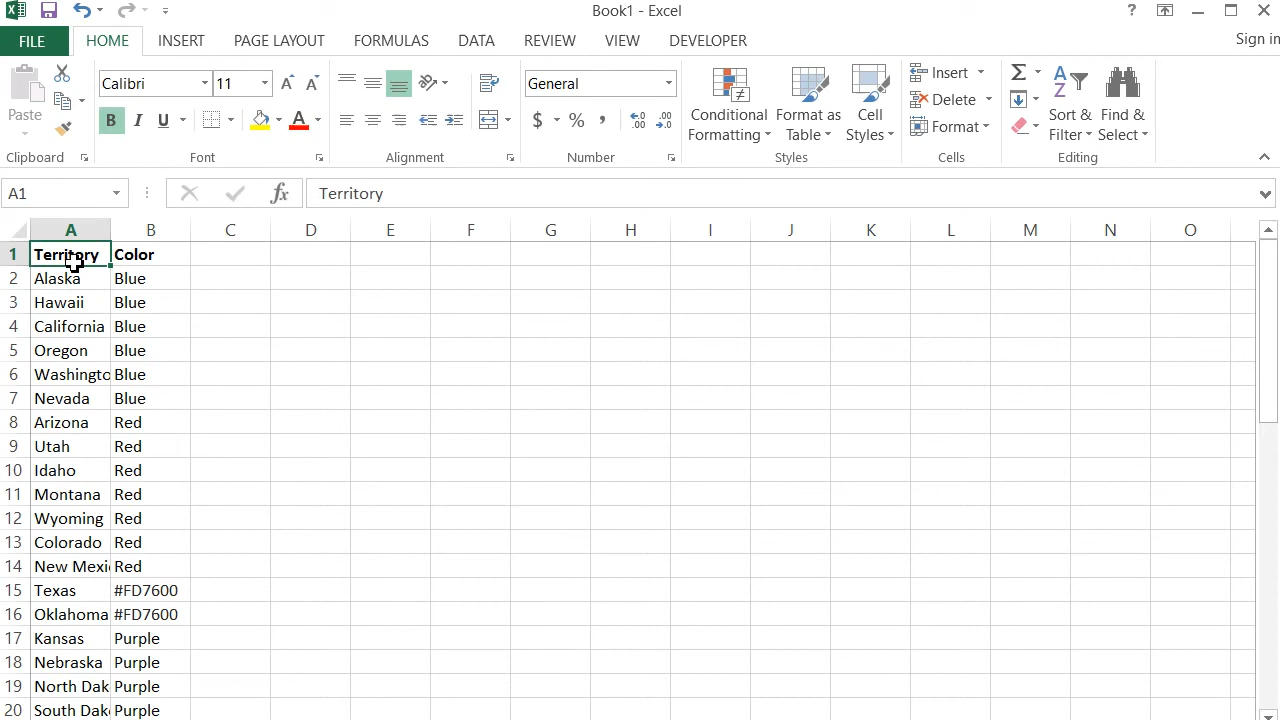 Book1 - Excel
?
FILE HOME INSERT PAGE LAYOUT FORMULAS DATA REVIEW VIEW DEVELOPER Sign in
Paste
Clipboard
Calibri 11
B I U
Font
Alignment
General
$ % ,
Number
Conditional Formatting
Format as Table
Cell Styles
Styles
Insert
Delete
Format
Cells
Sort & Filter
Find & Select
Editing
A1 fx Territory
A B C D E F G H I J K L M N O
1 Territory Color
2 Alaska Blue
3 Hawaii Blue
4 California Blue
5 Oregon Blue
6 Washingto Blue
7 Nevada Blue
8 Arizona Red
9 Utah Red
10 Idaho Red
11 Montana Red
12 Wyoming Red
13 Colorado Red
14 New Mexi Red
15 Texas #FD7600
16 Oklahoma #FD7600
17 Kansas Purple
18 Nebraska Purple
19 North Dak Purple
20 South Dak Purple